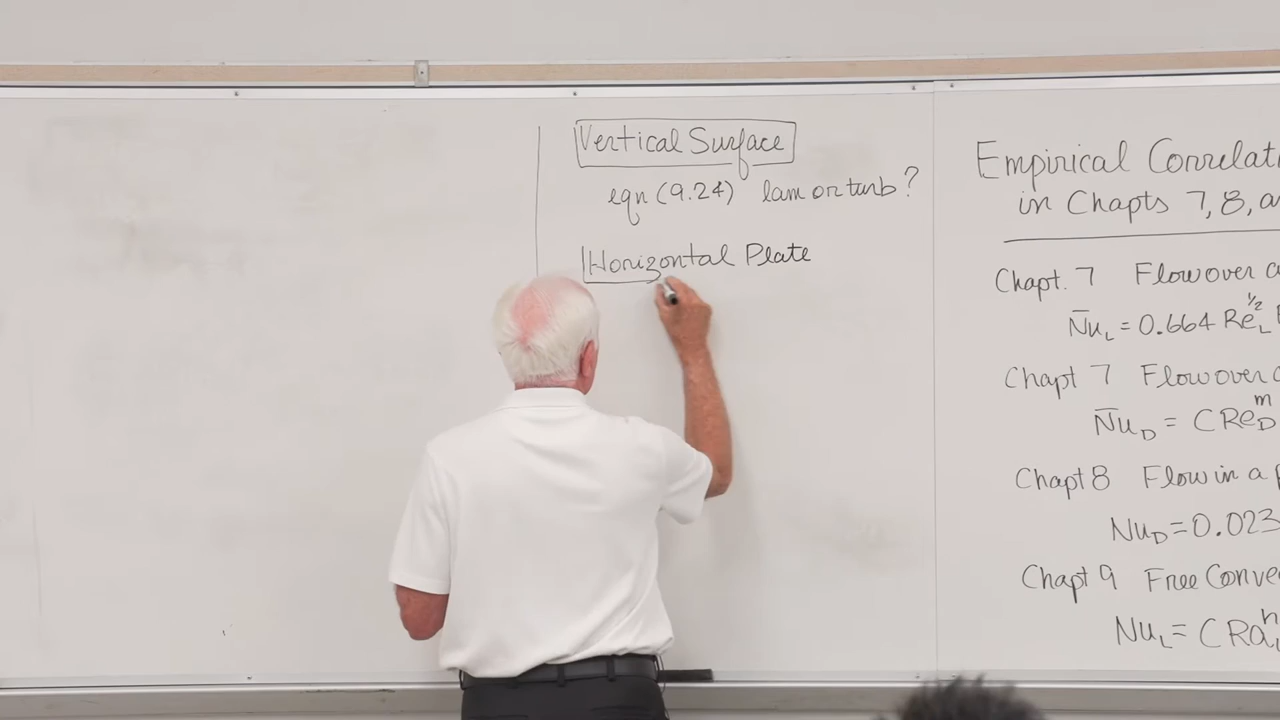 Vertical Surface
eqn (9.24) lam or turb?
Horizontal Plate
Empirical Correlat
in Chapts 7, 8, a
Chapt. 7 Flow over a
N̄u_L = 0.664 Re_L^1/2
Chapt 7 Flow over c
N̄u_D = C Re_D^m
Chapt 8 Flow in a p
Nu_D = 0.023
Chapt 9 Free Conve
Nu_L = C Ra_L^n